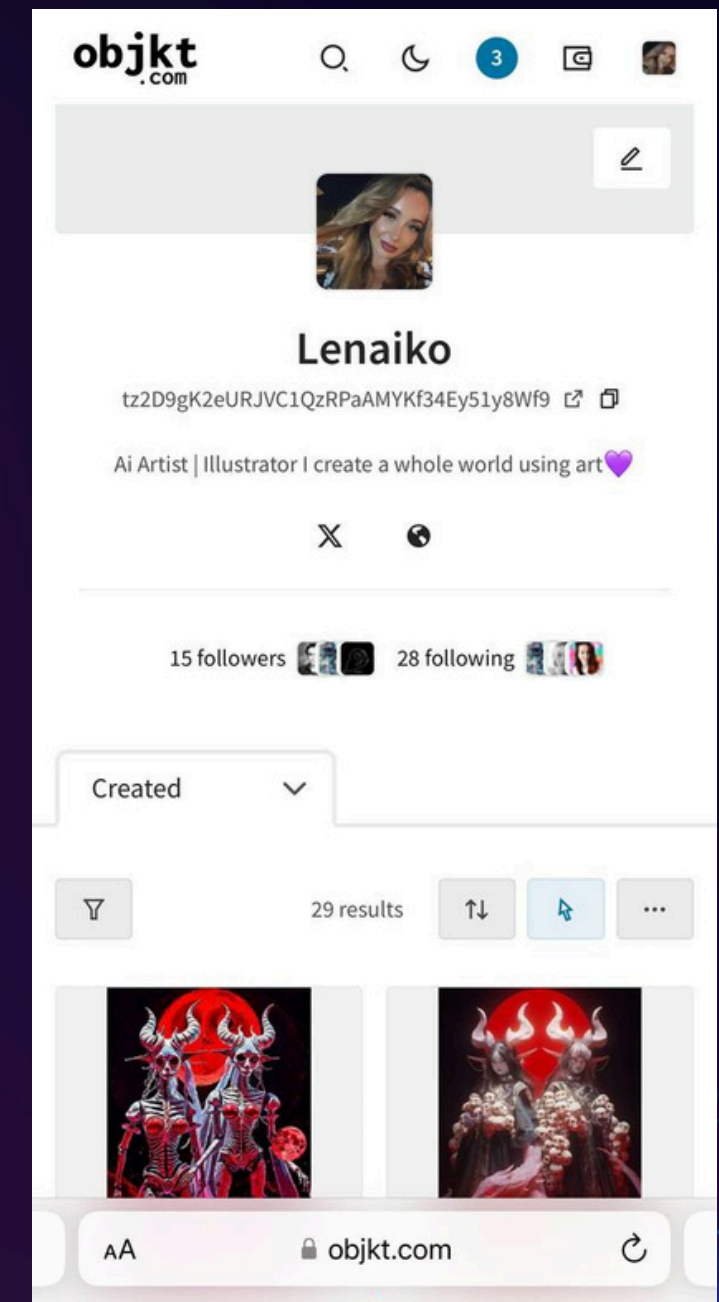 objkt
.com
3
Lenaiko
tz2D9gK2eURJVC1QzRPaAMYKf34Ey51y8Wf9
Ai Artist | Illustrator I create a whole world using art💜
15 followers 28 following
Created
29 results
AA objkt.com